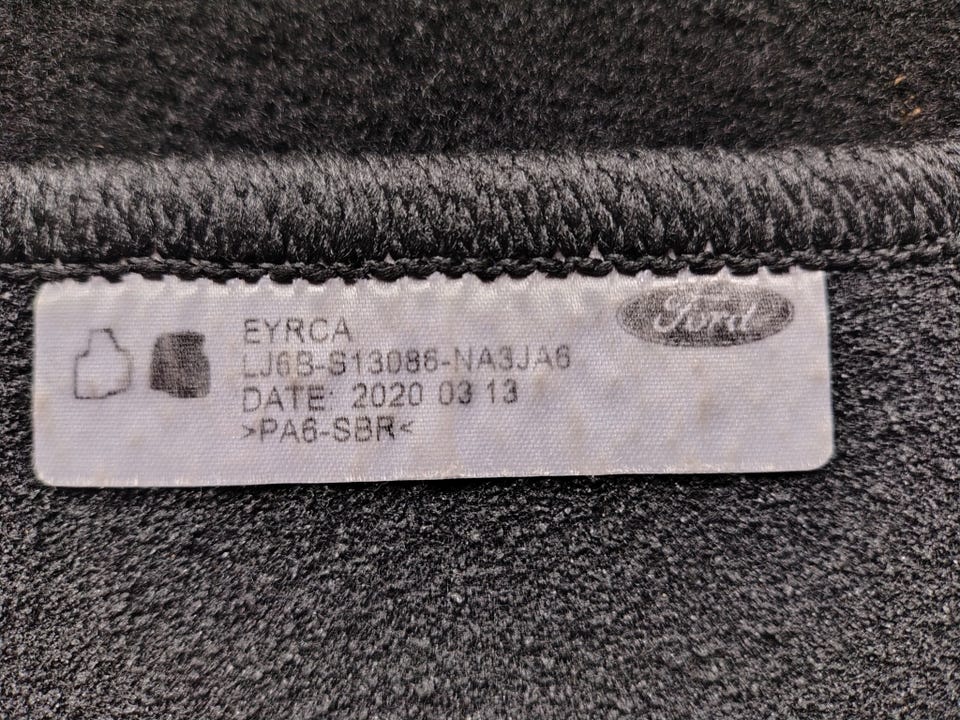 EYRCA
LJ6B-S13086-NA3JA6
DATE: 2020 03 13
>PA6-SBR<
Ford